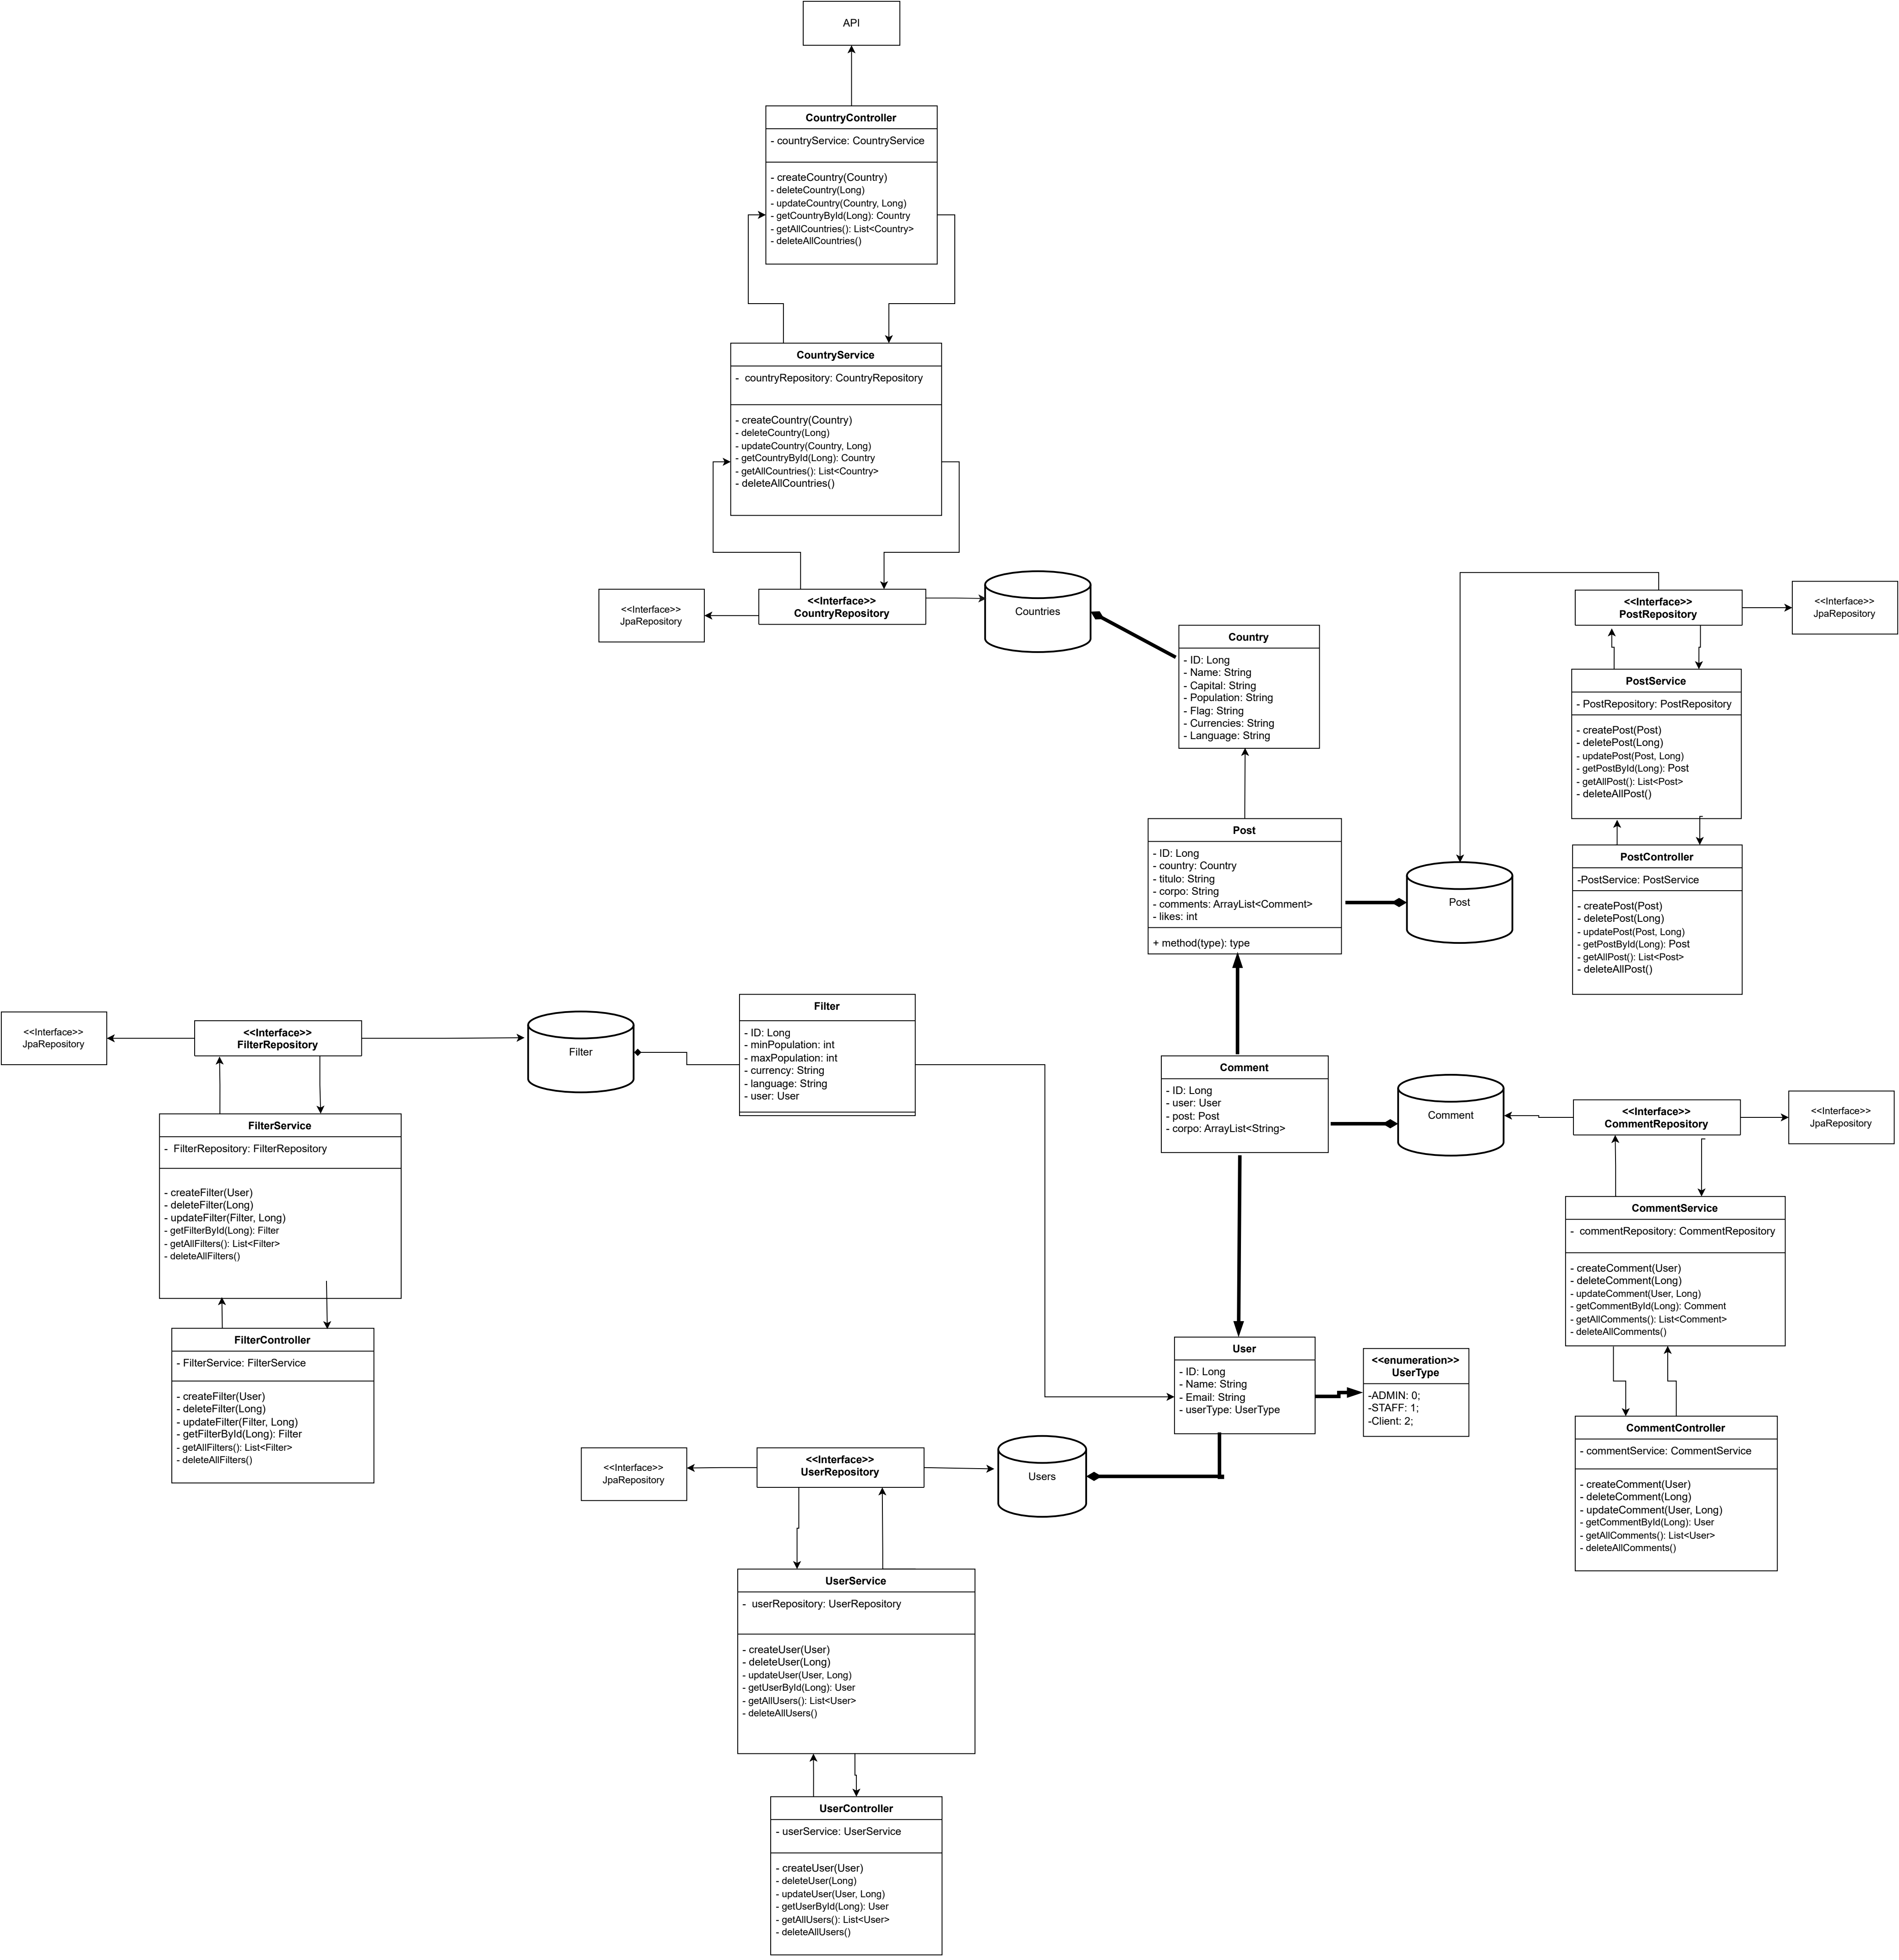 API
CountryController
- countryService: CountryService
- createCountry(Country)
- deleteCountry(Long)
- updateCountry(Country, Long)
- getCountryById(Long): Country
- getAllCountries(): List<Country>
- deleteAllCountries()
CountryService
-  countryRepository: CountryRepository
- createCountry(Country)
- deleteCountry(Long)
- updateCountry(Country, Long)
- getCountryById(Long): Country
- getAllCountries(): List<Country>
- deleteAllCountries()
<<Interface>>
JpaRepository
<<Interface>>
CountryRepository
Countries
Country
- ID: Long
- Name: String
- Capital: String
- Population: String
- Flag: String
- Currencies: String
- Language: String
<<Interface>>
PostRepository
<<Interface>>
JpaRepository
PostService
- PostRepository: PostRepository
- createPost(Post)
- deletePost(Long)
- updatePost(Post, Long)
- getPostById(Long): Post
- getAllPost(): List<Post>
- deleteAllPost()
PostController
-PostService: PostService
- createPost(Post)
- deletePost(Long)
- updatePost(Post, Long)
- getPostById(Long): Post
- getAllPost(): List<Post>
- deleteAllPost()
Post
- ID: Long
- country: Country
- titulo: String
- corpo: String
- comments: ArrayList<Comment>
- likes: int
+ method(type): type
Post
<<Interface>>
JpaRepository
<<Interface>>
FilterRepository
Filter
Filter
- ID: Long
- minPopulation: int
- maxPopulation: int
- currency: String
- language: String
- user: User
Comment
- ID: Long
- user: User
- post: Post
- corpo: ArrayList<String>
Comment
<<Interface>>
CommentRepository
<<Interface>>
JpaRepository
FilterService
-  FilterRepository: FilterRepository
- createFilter(User)
- deleteFilter(Long)
- updateFilter(Filter, Long)
- getFilterById(Long): Filter
- getAllFilters(): List<Filter>
- deleteAllFilters()
FilterController
- FilterService: FilterService
- createFilter(User)
- deleteFilter(Long)
- updateFilter(Filter, Long)
- getFilterById(Long): Filter
- getAllFilters(): List<Filter>
- deleteAllFilters()
CommentService
-  commentRepository: CommentRepository
- createComment(User)
- deleteComment(Long)
- updateComment(User, Long)
- getCommentById(Long): Comment
- getAllComments(): List<Comment>
- deleteAllComments()
CommentController
- commentService: CommentService
- createComment(User)
- deleteComment(Long)
- updateComment(User, Long)
- getCommentById(Long): User
- getAllComments(): List<User>
- deleteAllComments()
User
- ID: Long
- Name: String
- Email: String
- userType: UserType
<<enumeration>>
UserType
-ADMIN: 0;
-STAFF: 1;
-Client: 2;
<<Interface>>
JpaRepository
<<Interface>>
UserRepository
Users
UserService
-  userRepository: UserRepository
- createUser(User)
- deleteUser(Long)
- updateUser(User, Long)
- getUserById(Long): User
- getAllUsers(): List<User>
- deleteAllUsers()
UserController
- userService: UserService
- createUser(User)
- deleteUser(Long)
- updateUser(User, Long)
- getUserById(Long): User
- getAllUsers(): List<User>
- deleteAllUsers()